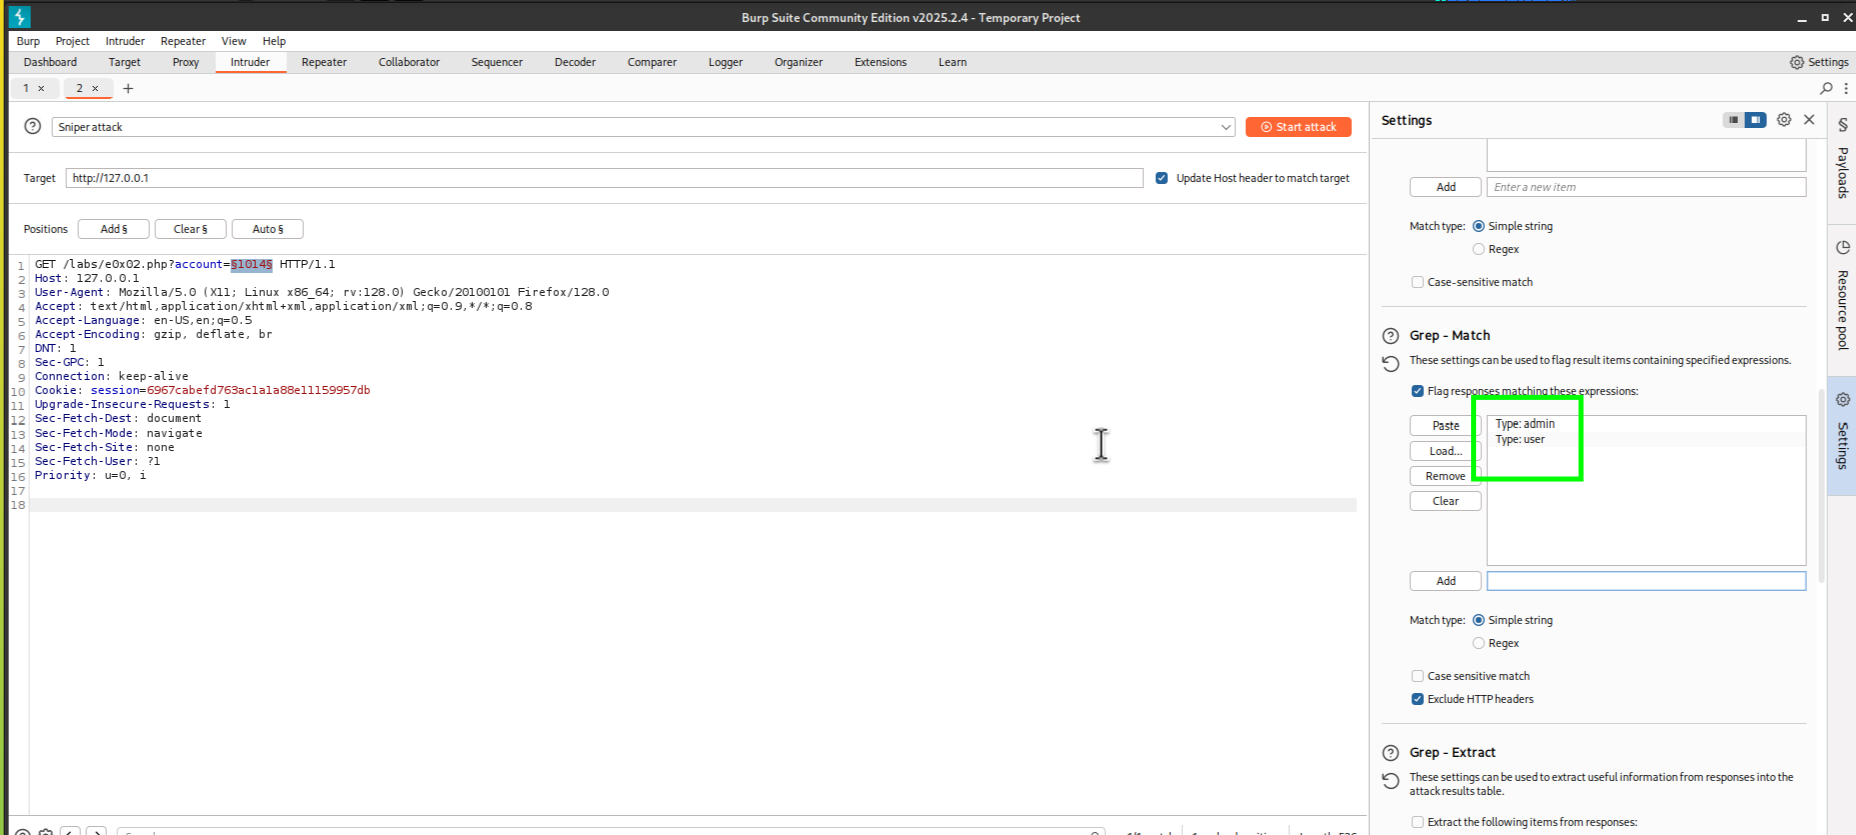 Burp Suite Community Edition v2025.2.4 - Temporary Project
Burp Project Intruder Repeater View Help
Dashboard Target Proxy Intruder Repeater Collaborator Sequencer Decoder Comparer Logger Organizer Extensions Learn Settings
1 × 2 × +
Sniper attack
Start attack
Target http://127.0.0.1 Update Host header to match target
Positions Add § Clear § Auto §
1 GET /labs/e0x02.php?account=§1014§ HTTP/1.1
2 Host: 127.0.0.1
3 User-Agent: Mozilla/5.0 (X11; Linux x86_64; rv:128.0) Gecko/20100101 Firefox/128.0
4 Accept: text/html,application/xhtml+xml,application/xml;q=0.9,*/*;q=0.8
5 Accept-Language: en-US,en;q=0.5
6 Accept-Encoding: gzip, deflate, br
7 DNT: 1
8 Sec-GPC: 1
9 Connection: keep-alive
10 Cookie: session=6967cabefd763ac1a1a88e11159957db
11 Upgrade-Insecure-Requests: 1
12 Sec-Fetch-Dest: document
13 Sec-Fetch-Mode: navigate
14 Sec-Fetch-Site: none
15 Sec-Fetch-User: ?1
16 Priority: u=0, i
17
18
Settings
Add Enter a new item
Match type: Simple string
Regex
Case-sensitive match
Grep - Match
These settings can be used to flag result items containing specified expressions.
Flag responses matching these expressions:
Paste
Load...
Remove
Clear
Type: admin
Type: user
Add
Match type: Simple string
Regex
Case sensitive match
Exclude HTTP headers
Grep - Extract
These settings can be used to extract useful information from responses into the
attack results table.
Extract the following items from responses:
§ Payloads
Resource pool
Settings